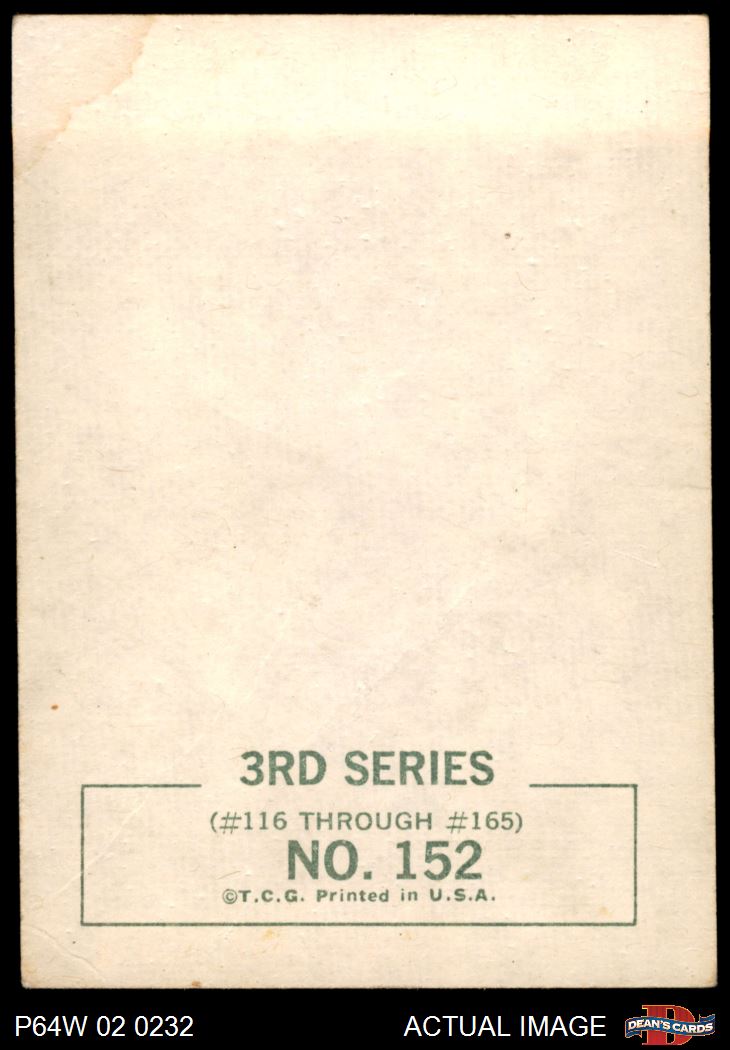 3RD SERIES
(#116 THROUGH #165)
NO. 152
©T.C.G. Printed in U.S.A.
P64W 02 0232
ACTUAL IMAGE
D
DEAN'S CARDS